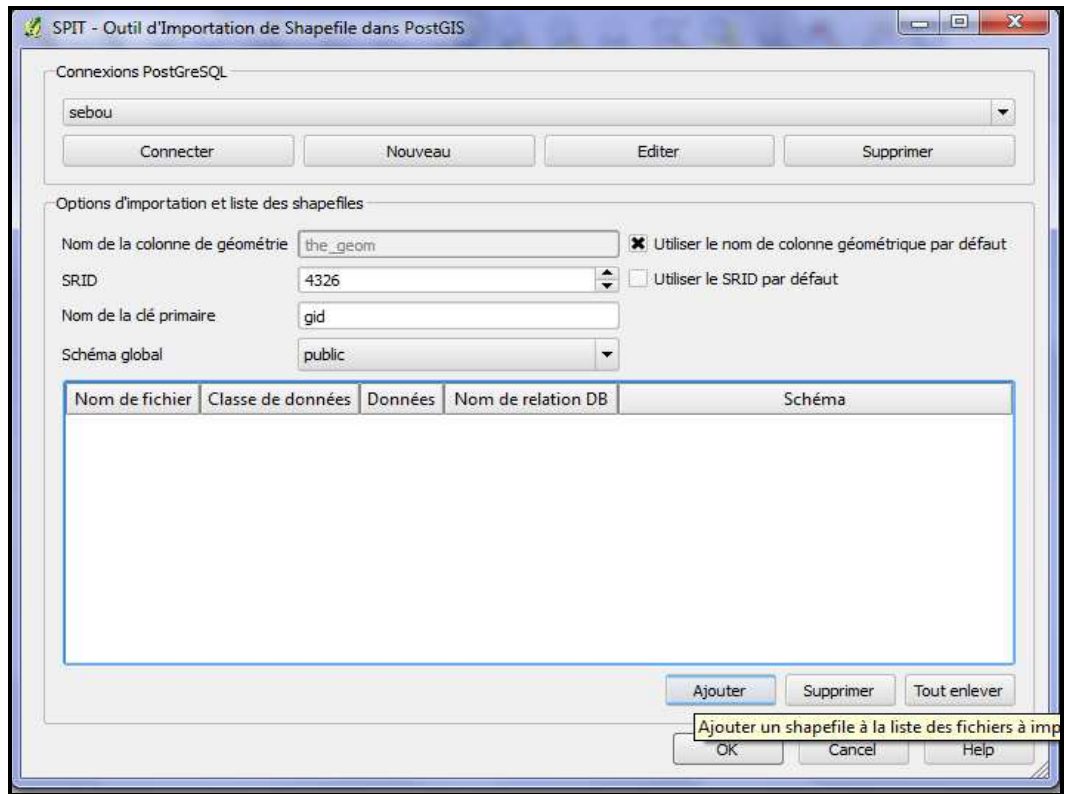 SPIT - Outil d'Importation de Shapefile dans PostGIS
Connexions PostGreSQL
sebou
Connecter Nouveau Editer Supprimer
Options d'importation et liste des shapefiles
Nom de la colonne de géométrie the_geom Utiliser le nom de colonne géométrique par défaut
SRID 4326 Utiliser le SRID par défaut
Nom de la clé primaire gid
Schéma global public
Nom de fichier Classe de données Données Nom de relation DB Schéma
Ajouter Supprimer Tout enlever
Ajouter un shapefile à la liste des fichiers à imp
OK Cancel Help